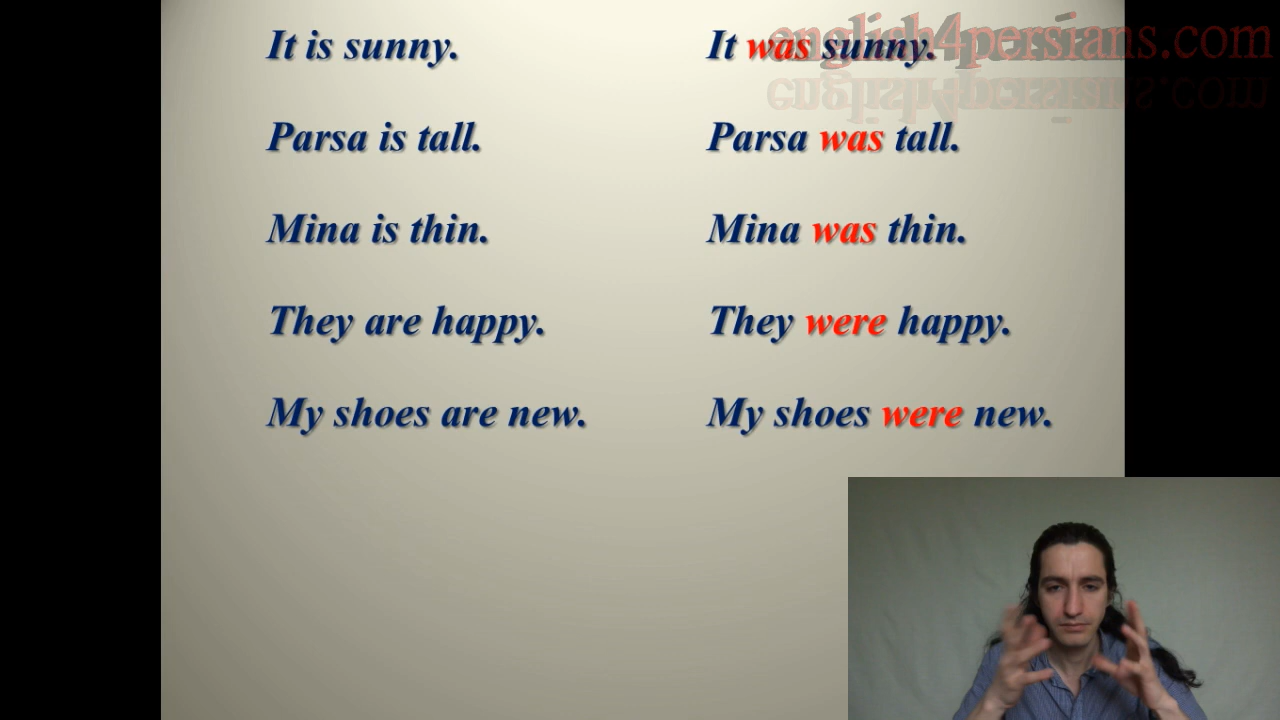 english4persians.com
It is sunny. It was sunny.
Parsa is tall. Parsa was tall.
Mina is thin. Mina was thin.
They are happy. They were happy.
My shoes are new. My shoes were new.